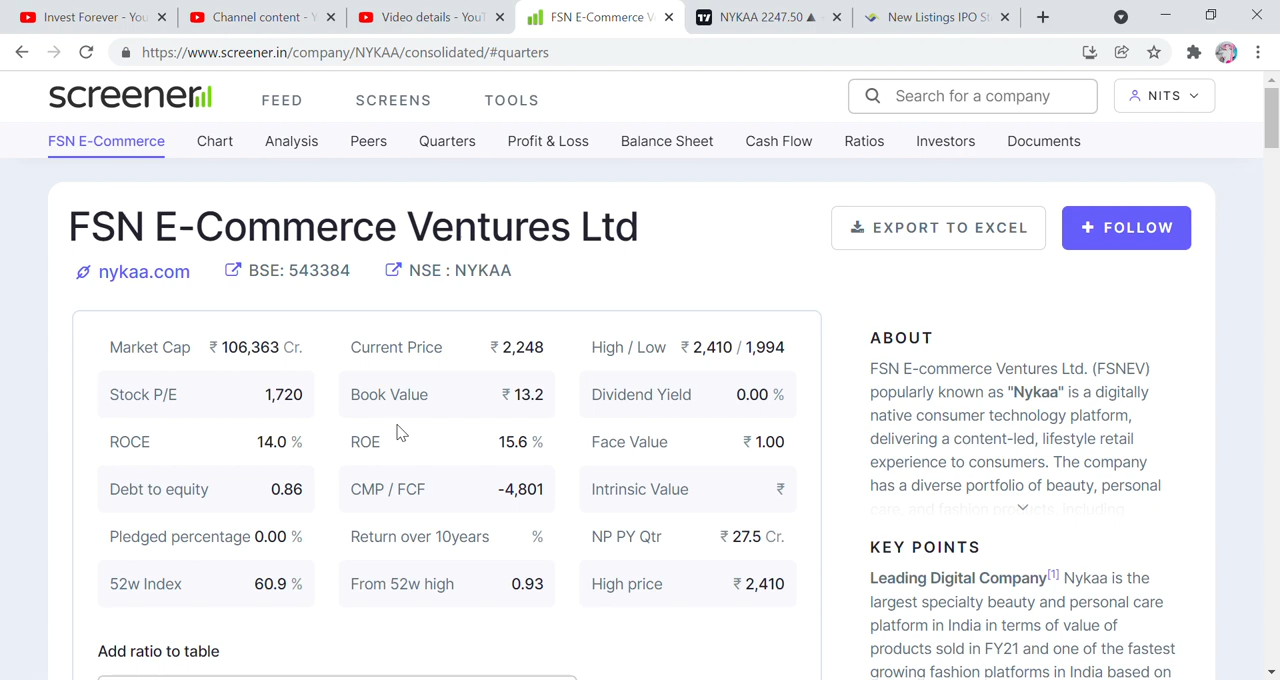 Invest Forever - You
Channel content - Y
Video details - YouT
FSN E-Commerce V
NYKAA 2247.50 ▲
New Listings IPO St
https://www.screener.in/company/NYKAA/consolidated/#quarters
screener
FEED
SCREENS
TOOLS
Search for a company
NITS
FSN E-Commerce
Chart
Analysis
Peers
Quarters
Profit & Loss
Balance Sheet
Cash Flow
Ratios
Investors
Documents
FSN E-Commerce Ventures Ltd
EXPORT TO EXCEL
+ FOLLOW
nykaa.com
BSE: 543384
NSE : NYKAA
Market Cap ₹ 106,363 Cr.
Current Price ₹ 2,248
High / Low ₹ 2,410 / 1,994
Stock P/E 1,720
Book Value ₹ 13.2
Dividend Yield 0.00 %
ROCE 14.0 %
ROE 15.6 %
Face Value ₹ 1.00
Debt to equity 0.86
CMP / FCF -4,801
Intrinsic Value ₹
Pledged percentage 0.00 %
Return over 10years %
NP PY Qtr ₹ 27.5 Cr.
52w Index 60.9 %
From 52w high 0.93
High price ₹ 2,410
Add ratio to table
ABOUT
FSN E-commerce Ventures Ltd. (FSNEV)
popularly known as "Nykaa" is a digitally
native consumer technology platform,
delivering a content-led, lifestyle retail
experience to consumers. The company
has a diverse portfolio of beauty, personal
care, and fashion products, including
KEY POINTS
Leading Digital Company[1] Nykaa is the
largest specialty beauty and personal care
platform in India in terms of value of
products sold in FY21 and one of the fastest
growing fashion platforms in India based on